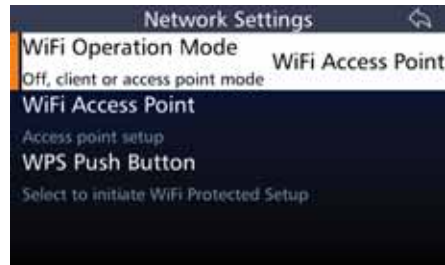 Network Settings
WiFi Operation Mode
WiFi Access Point
Off, client or access point mode
WiFi Access Point
Access point setup
WPS Push Button
Select to initiate WiFi Protected Setup